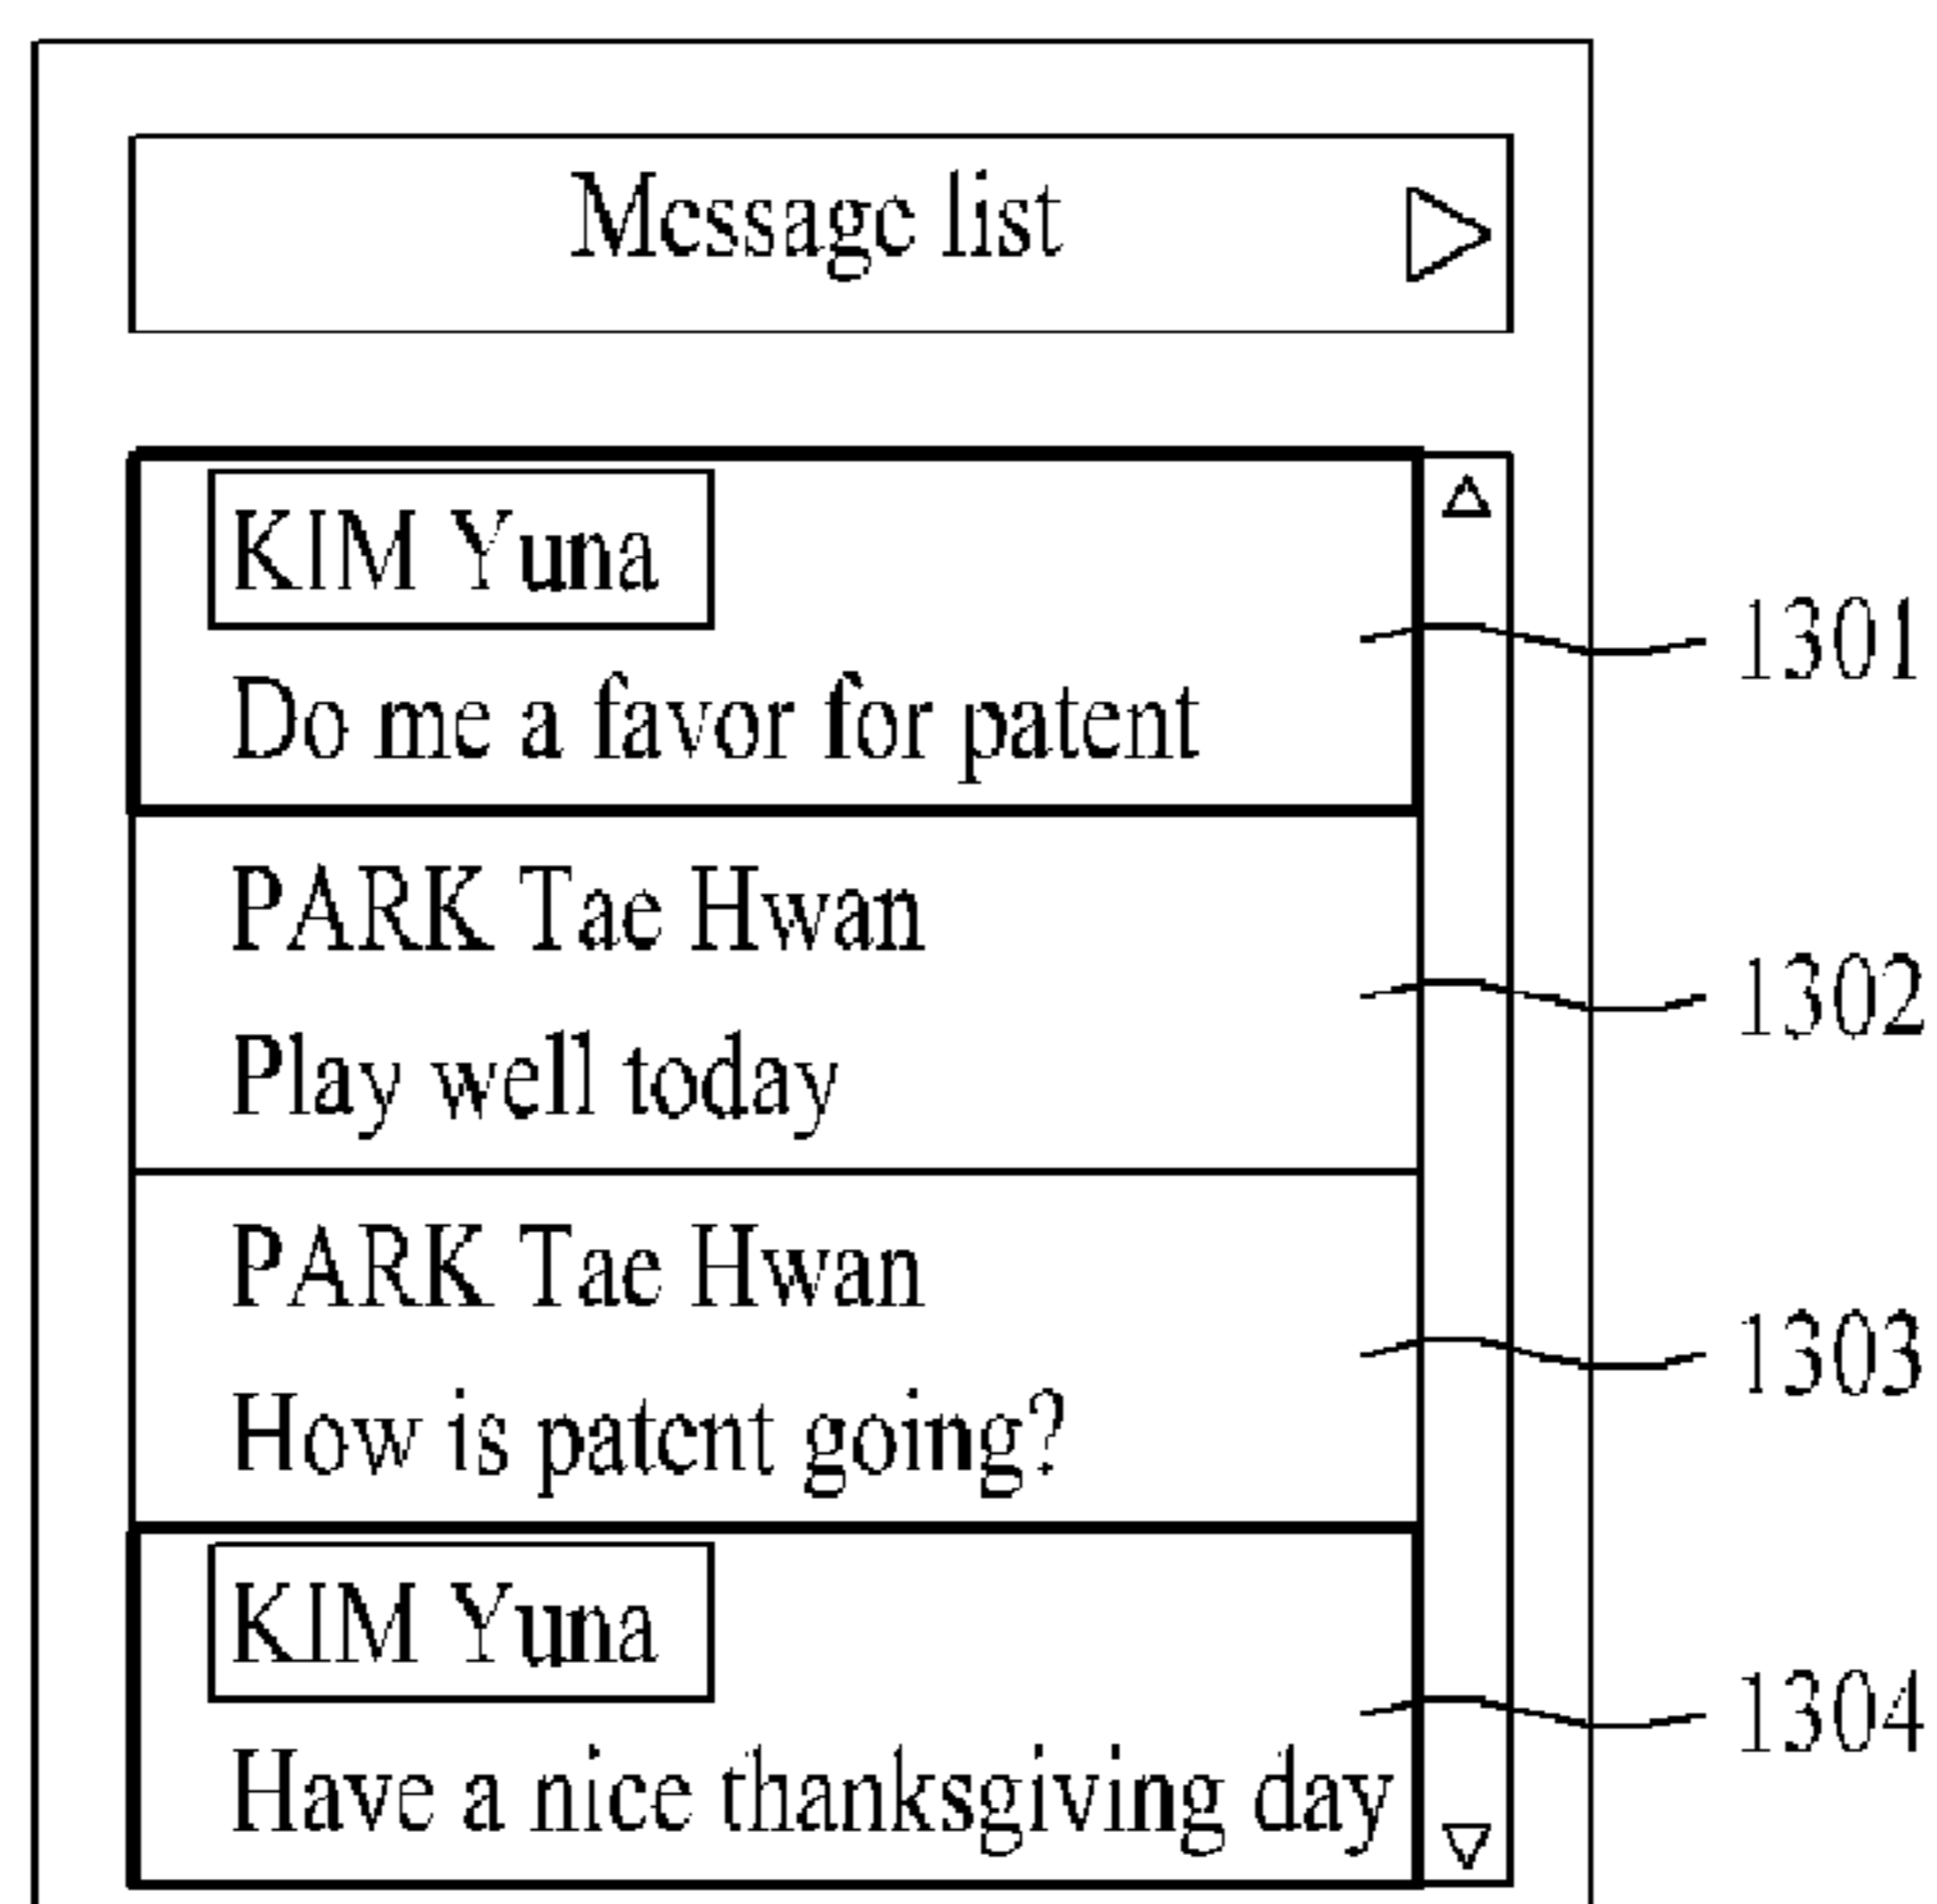 Message list
KIM Yuna
Do me a favor for patent
1301
PARK Tae Hwan
Play well today
1302
PARK Tae Hwan
How is patent going?
1303
KIM Yuna
Have a nice thanksgiving day
1304